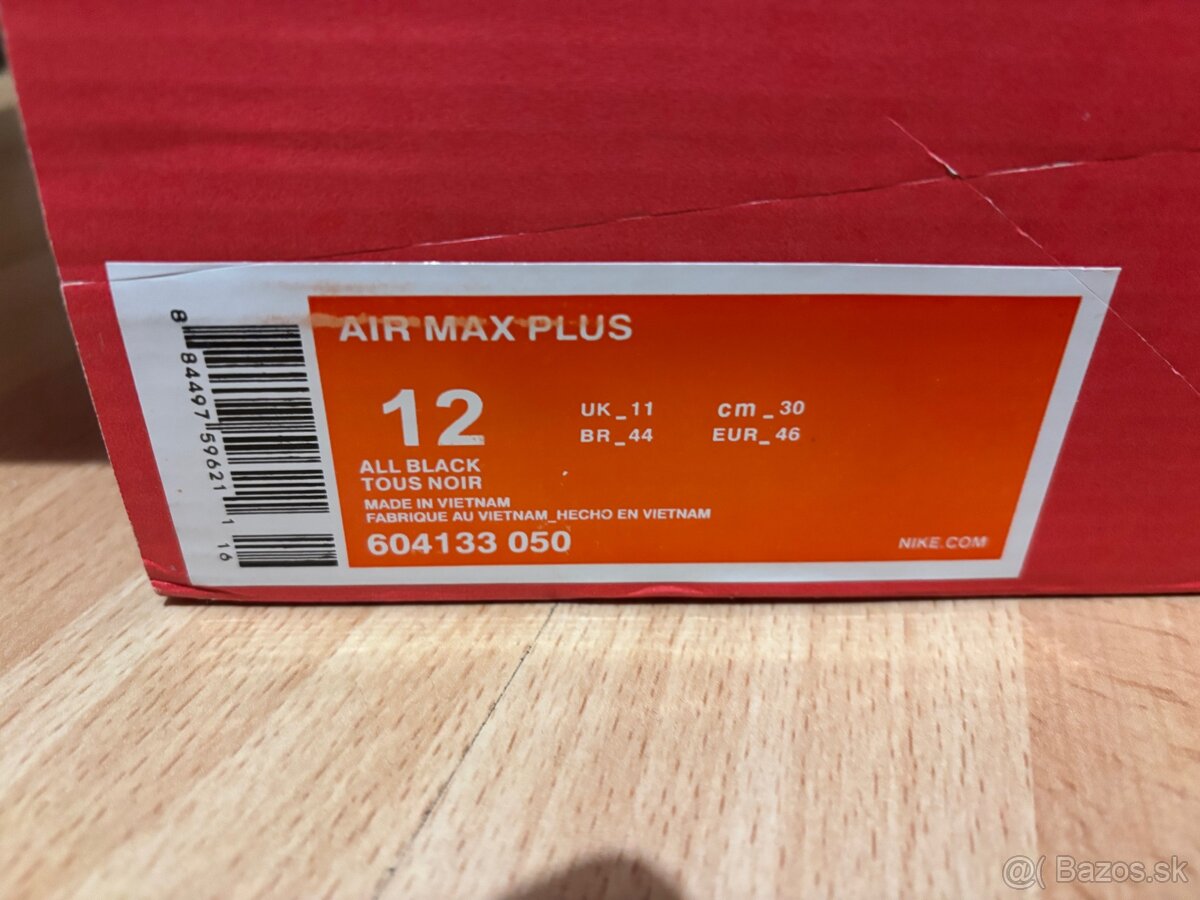 AIR MAX PLUS
12
UK_11 cm_30
BR_44 EUR_46
ALL BLACK
TOUS NOIR
MADE IN VIETNAM
FABRIQUE AU VIETNAM_HECHO EN VIETNAM
604133 050
NIKE.COM
8 84497 59621 1 16
@( Bazos.sk